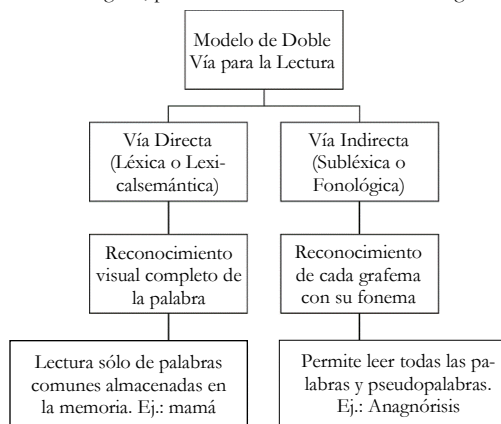 Modelo de Doble
Vía para la Lectura
Vía Directa
(Léxica o Lexi-
calsemántica)
Vía Indirecta
(Subléxica o
Fonológica)
Reconocimiento
visual completo de
la palabra
Reconocimiento
de cada grafema
con su fonema
Lectura sólo de palabras
comunes almacenadas en
la memoria. Ej.: mamá
Permite leer todas las pa-
labras y pseudopalabras.
Ej.: Anagnórisis